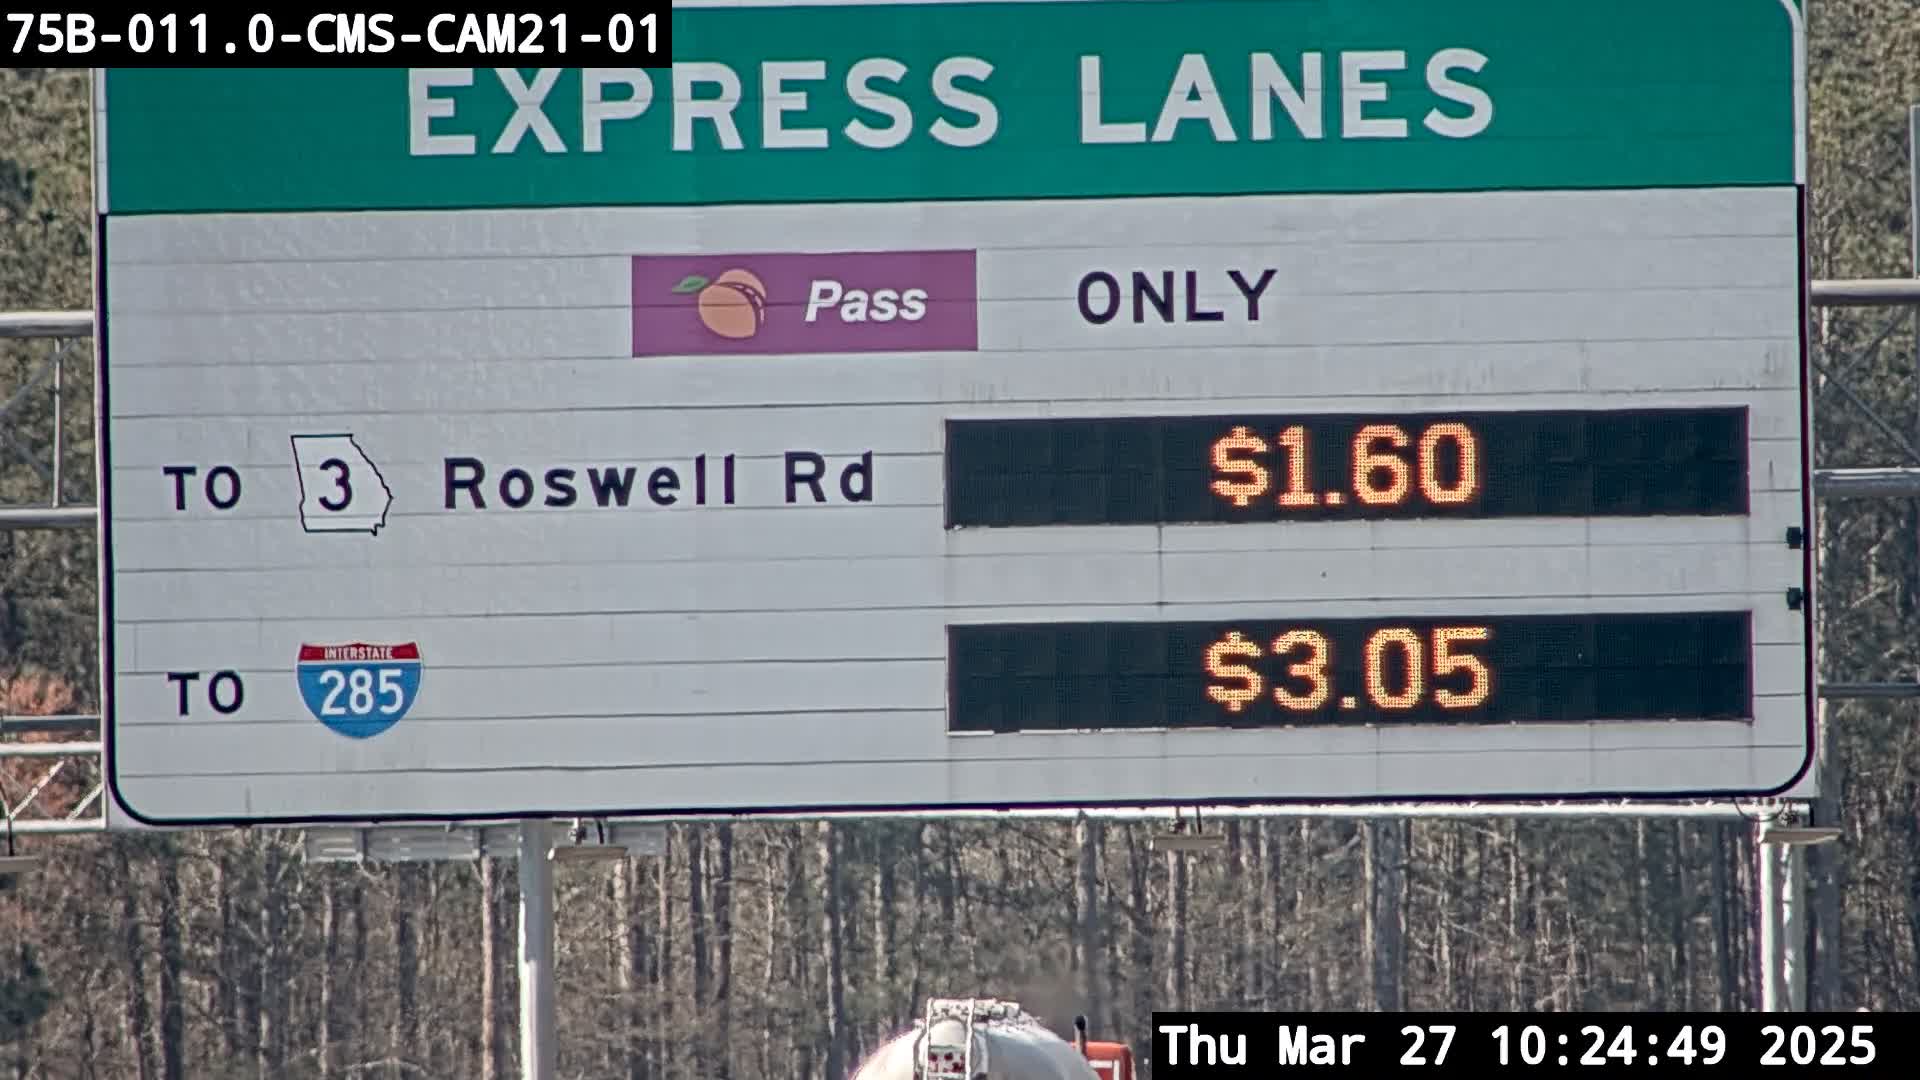 75B-011.0-CMS-CAM21-01
EXPRESS LANES
Pass ONLY
TO 3 Roswell Rd $1.60
INTERSTATE
TO 285 $3.05
Thu Mar 27 10:24:49 2025